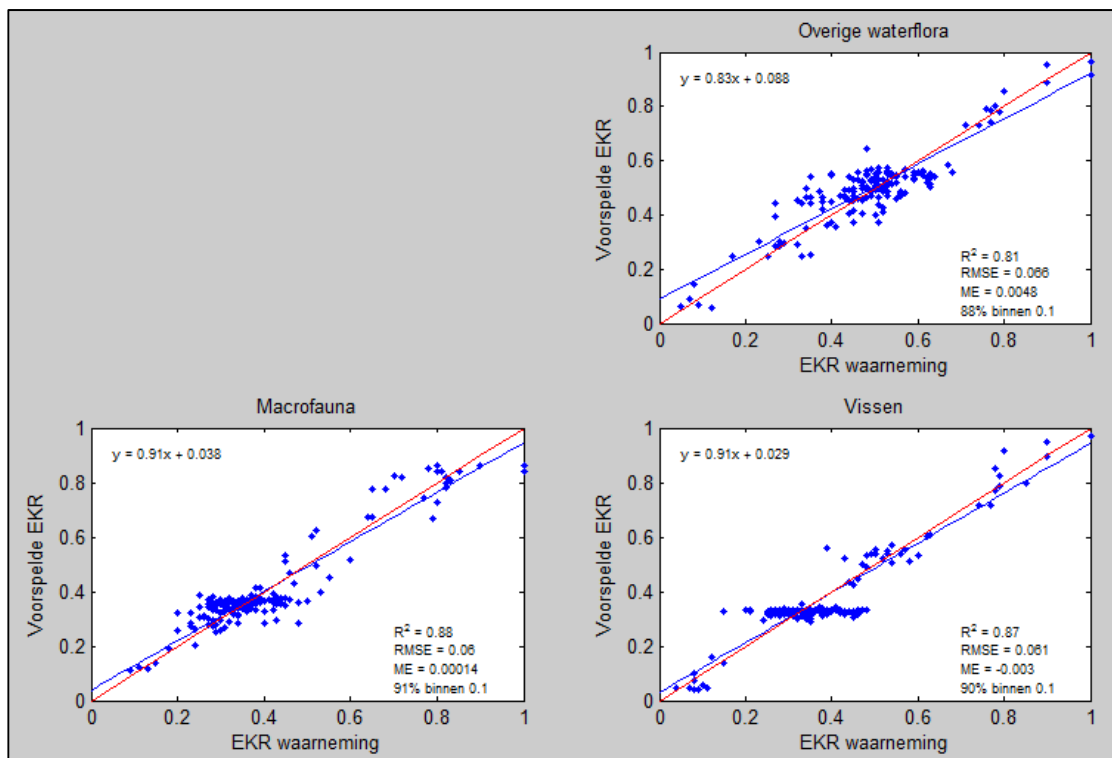 Overige waterflora
1
0.8
0.6
0.4
0.2
0
Voorspelde EKR
y = 0.83x + 0.088
R² = 0.81
RMSE = 0.066
ME = 0.0048
88% binnen 0.1
0 0.2 0.4 0.6 0.8 1
EKR waarneming
Macrofauna
1
0.8
0.6
0.4
0.2
0
Voorspelde EKR
y = 0.91x + 0.038
R² = 0.88
RMSE = 0.06
ME = 0.00014
91% binnen 0.1
0 0.2 0.4 0.6 0.8 1
EKR waarneming
Vissen
1
0.8
0.6
0.4
0.2
0
Voorspelde EKR
y = 0.91x + 0.029
R² = 0.87
RMSE = 0.061
ME = -0.003
90% binnen 0.1
0 0.2 0.4 0.6 0.8 1
EKR waarneming